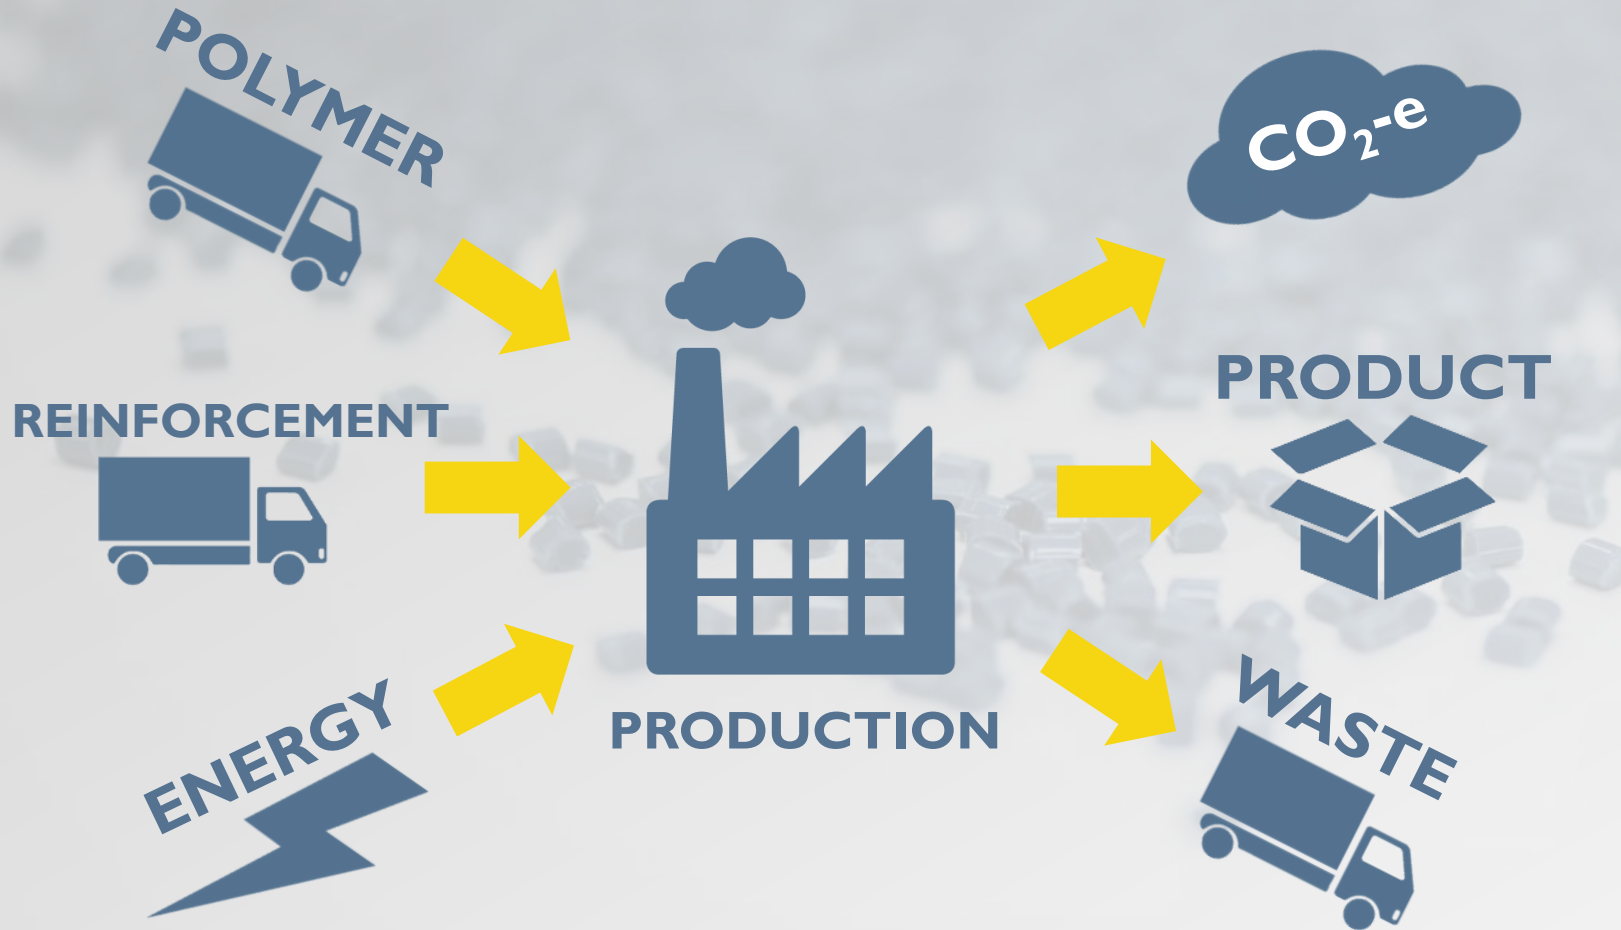 POLYMER
CO₂-e
PRODUCT
REINFORCEMENT
ENERGY
PRODUCTION
WASTE